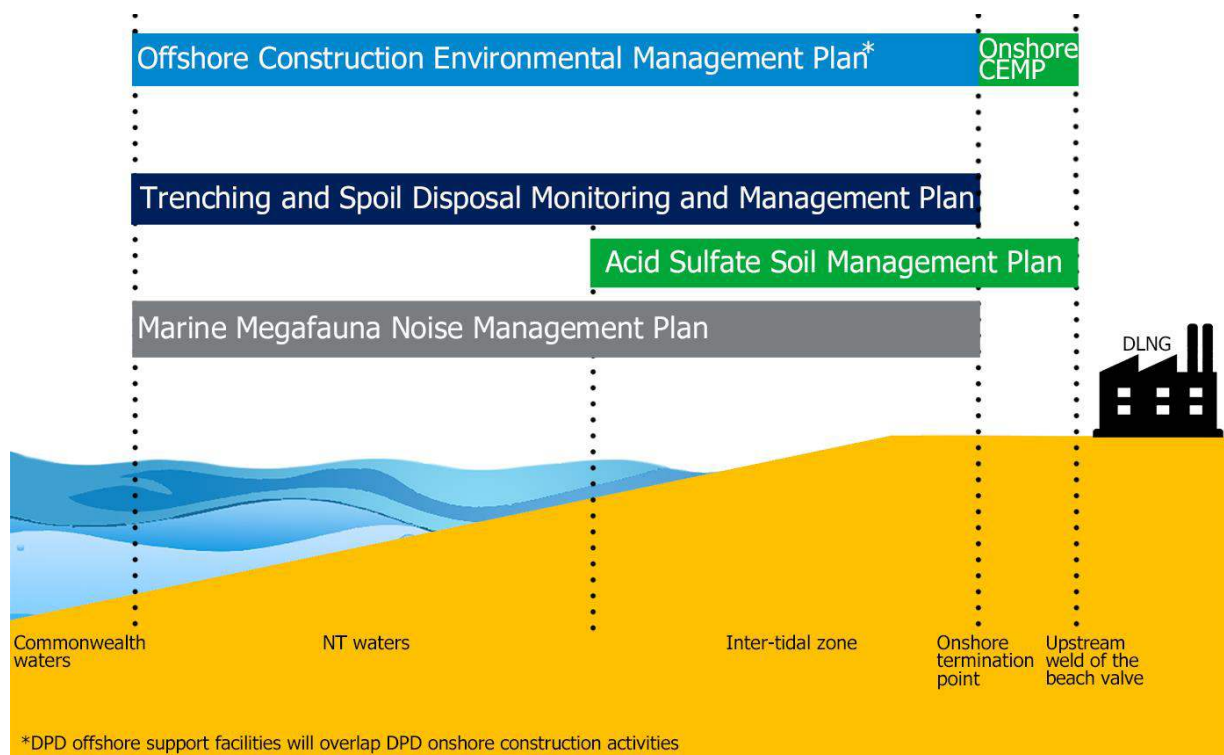 Offshore Construction Environmental Management Plan*
Onshore
CEMP
Trenching and Spoil Disposal Monitoring and Management Plan
Acid Sulfate Soil Management Plan
Marine Megafauna Noise Management Plan
DLNG
Commonwealth
waters
NT waters
Inter-tidal zone
Onshore
termination
point
Upstream
weld of the
beach valve
*DPD offshore support facilities will overlap DPD onshore construction activities